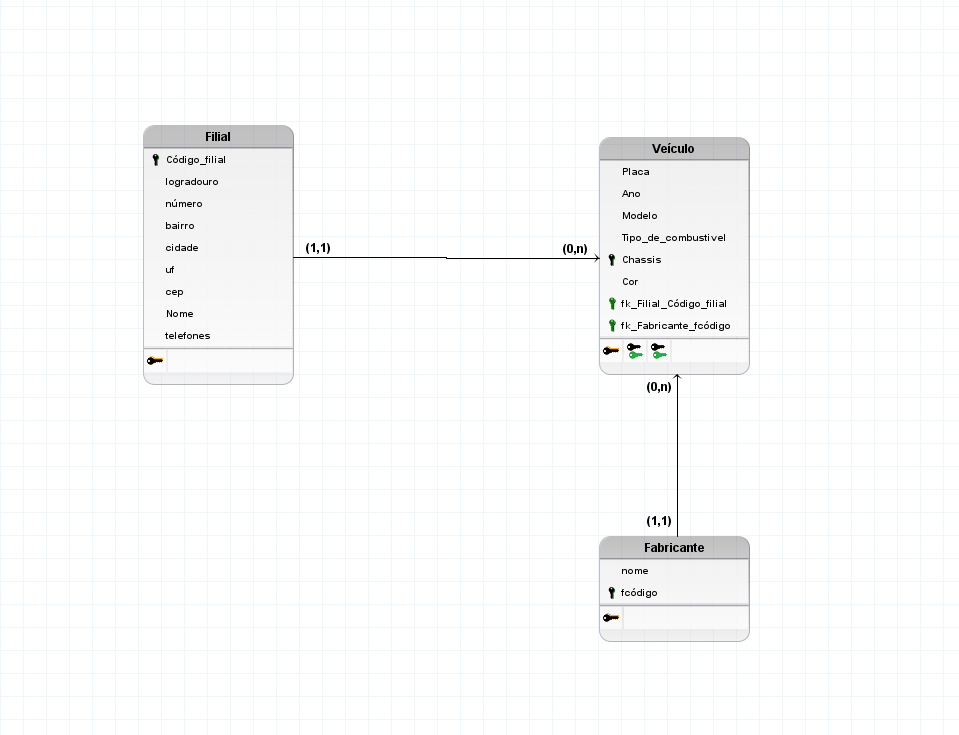 Filial
Código_filial
logradouro
número
bairro
cidade
uf
cep
Nome
telefones
(1,1)
(0,n)
Veículo
Placa
Ano
Modelo
Tipo_de_combustivel
Chassis
Cor
fk_Filial_Código_filial
fk_Fabricante_fcódigo
(0,n)
(1,1)
Fabricante
nome
fcódigo